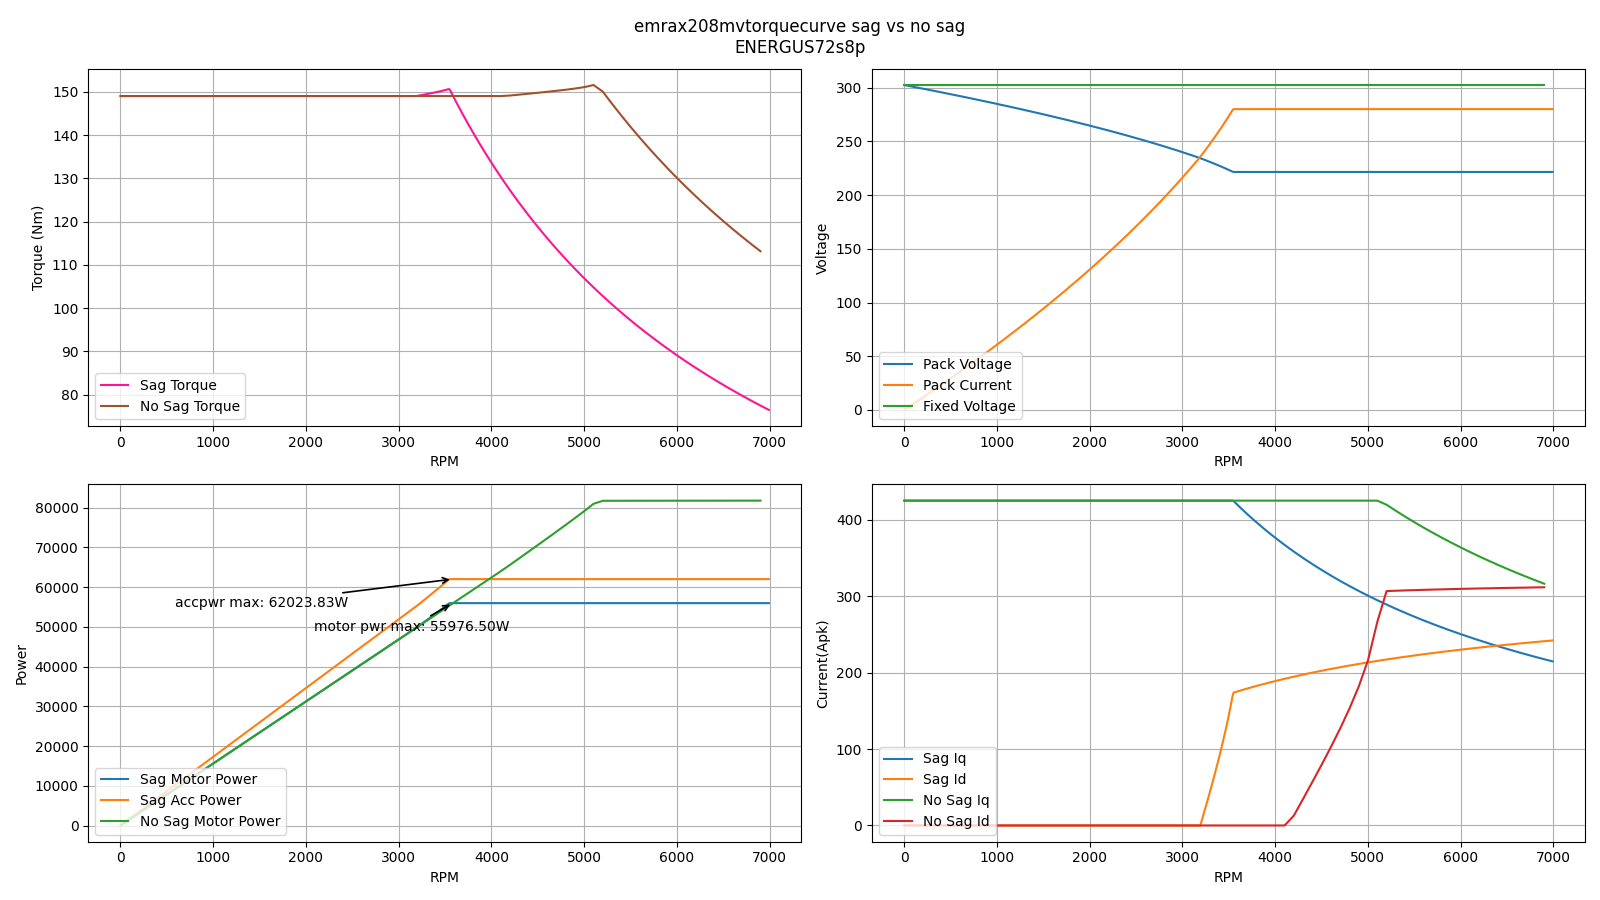 emrax208mvtorquecurve sag vs no sag
ENERGUS72s8p
Torque (Nm)
150
140
130
120
110
100
90
80
Sag Torque
No Sag Torque
0 1000 2000 3000 4000 5000 6000 7000
RPM
Voltage
300
250
200
150
100
50
0
Pack Voltage
Pack Current
Fixed Voltage
0 1000 2000 3000 4000 5000 6000 7000
RPM
Power
80000
70000
60000
50000
40000
30000
20000
10000
0
accpwr max: 62023.83W
motor pwr max: 55976.50W
Sag Motor Power
Sag Acc Power
No Sag Motor Power
0 1000 2000 3000 4000 5000 6000 7000
RPM
Current(Apk)
400
300
200
100
0
Sag Iq
Sag Id
No Sag Iq
No Sag Id
0 1000 2000 3000 4000 5000 6000 7000
RPM